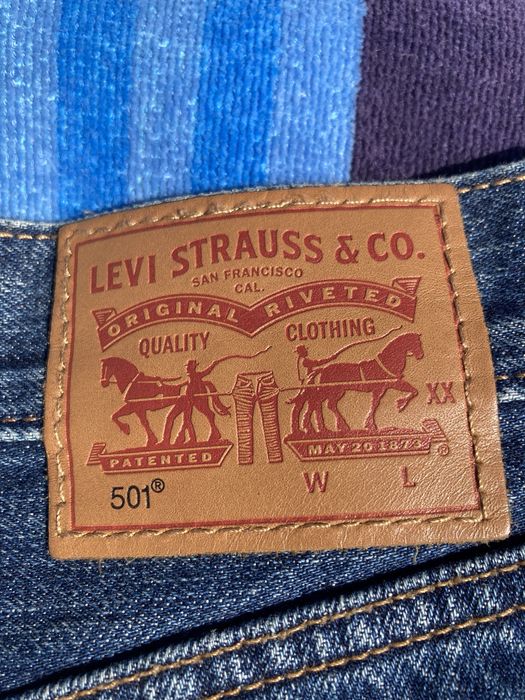 LEVI STRAUSS & CO.
SAN FRANCISCO
CAL.
ORIGINAL RIVETED
QUALITY CLOTHING
XX
PATENTED MAY 20 1873
®
501® W L